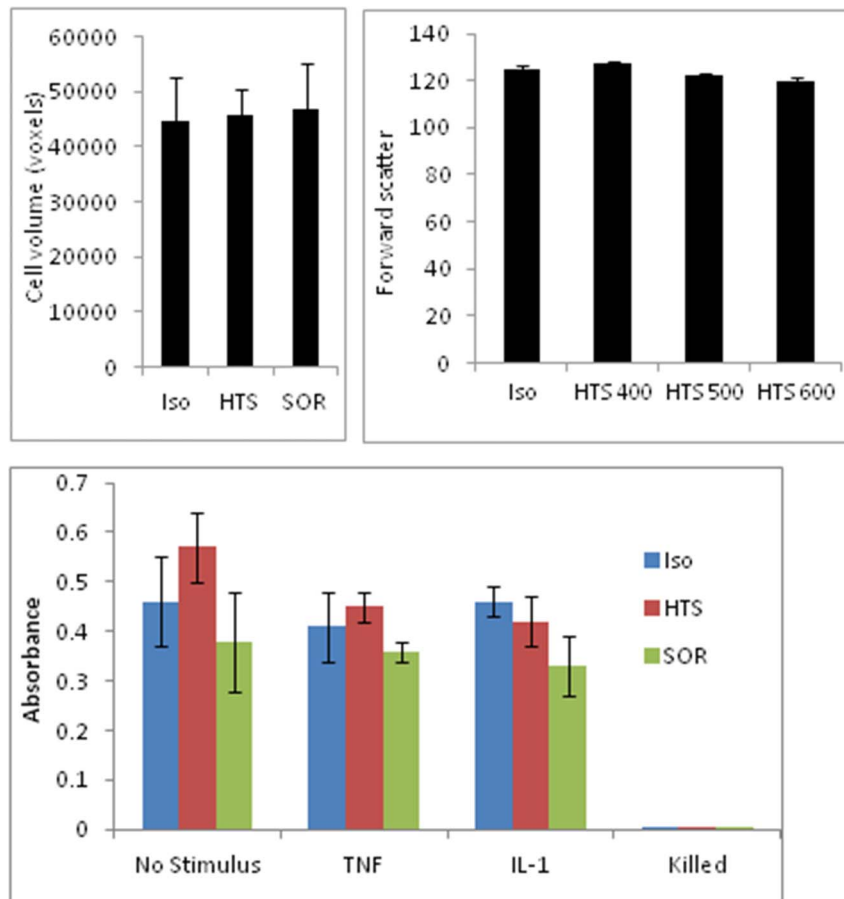 Cell volume (voxels)
60000
50000
40000
30000
20000
10000
0
Iso HTS SOR
Forward scatter
140
120
100
80
60
40
20
0
Iso HTS 400 HTS 500 HTS 600
Absorbance
0.7
0.6
0.5
0.4
0.3
0.2
0.1
0
No Stimulus TNF IL-1 Killed
Iso
HTS
SOR